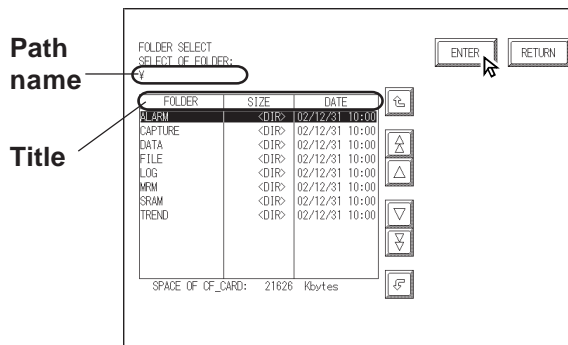 Path name
Title
FOLDER SELECT
SELECT OF FOLDER:
¥
ENTER
RETURN
FOLDER SIZE DATE
ALARM <DIR> 02/12/31 10:00
CAPTURE <DIR> 02/12/31 10:00
DATA <DIR> 02/12/31 10:00
FILE <DIR> 02/12/31 10:00
LOG <DIR> 02/12/31 10:00
MRM <DIR> 02/12/31 10:00
SRAM <DIR> 02/12/31 10:00
TREND <DIR> 02/12/31 10:00
SPACE OF CF_CARD: 21626 Kbytes